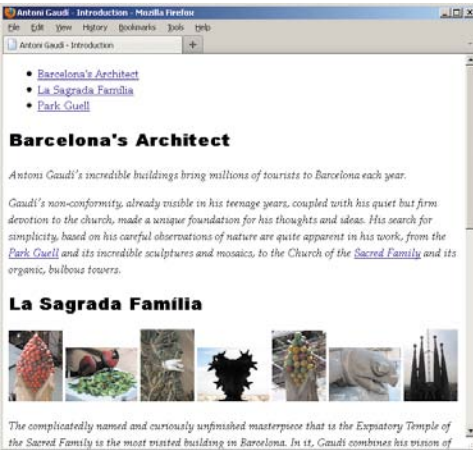 Antoni Gaudí - Introduction - Mozilla Firefox
File Edit View History Bookmarks Tools Help
Antoni Gaudí - Introduction
Barcelona's Architect
La Sagrada Família
Park Guell
Barcelona's Architect
Antoni Gaudí's incredible buildings bring millions of tourists to Barcelona each year.
Gaudí's non-conformity, already visible in his teenage years, coupled with his quiet but firm
devotion to the church, made a unique foundation for his thoughts and ideas. His search for
simplicity, based on his careful observations of nature are quite apparent in his work, from the
Park Guell and its incredible sculptures and mosaics, to the Church of the Sacred Family and its
organic, bulbous towers.
La Sagrada Família
The complicatedly named and curiously unfinished masterpiece that is the Expiatory Temple of
the Sacred Family is the most visited building in Barcelona. In it, Gaudí combines his vision of